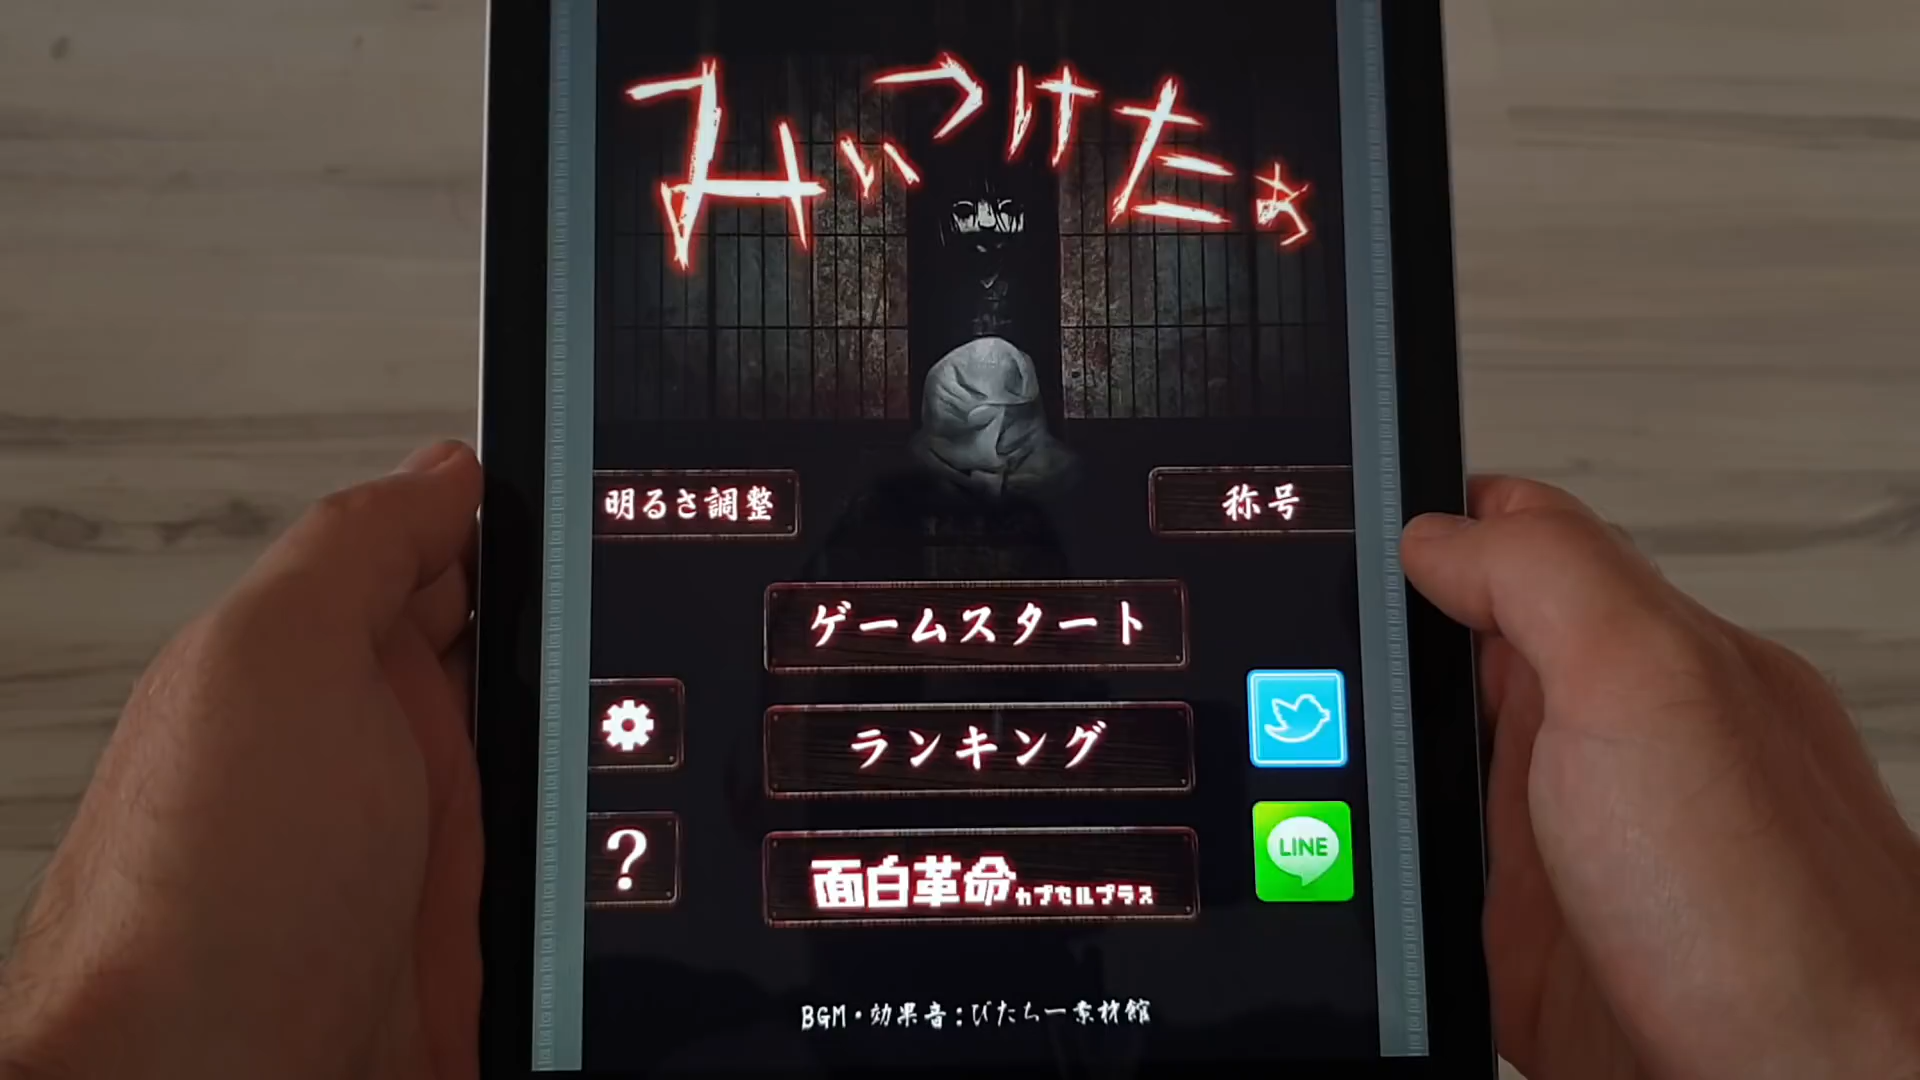 みぃつけたぁ
明るさ調整
称号
ゲームスタート
ランキング
?
LINE
面白革命カプセルプラス
BGM・効果音:びたちー素材館